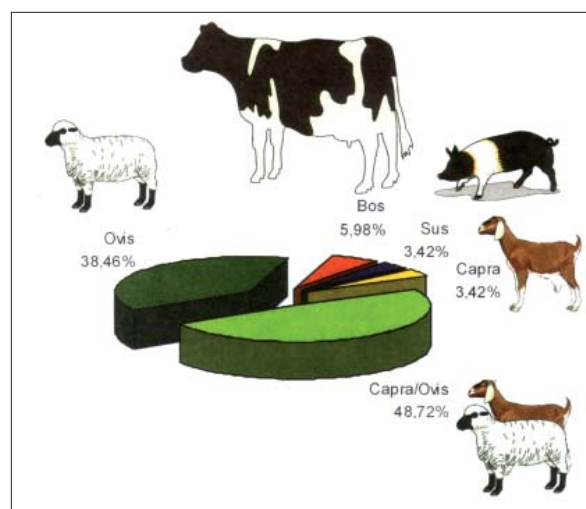 Bos
5,98%
Ovis
38,46%
Sus
3,42%
Capra
3,42%
Capra/Ovis
48,72%